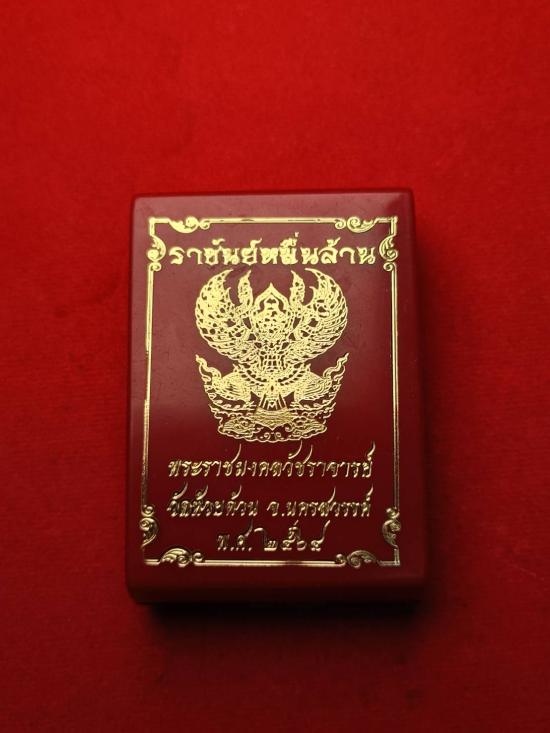 ราชันย์หมื่นล้าน
พระราชมงคลวัชราจารย์
วัดห้วยด้วน จ.นครสวรรค์
พ.ศ. ๒๕๖๔